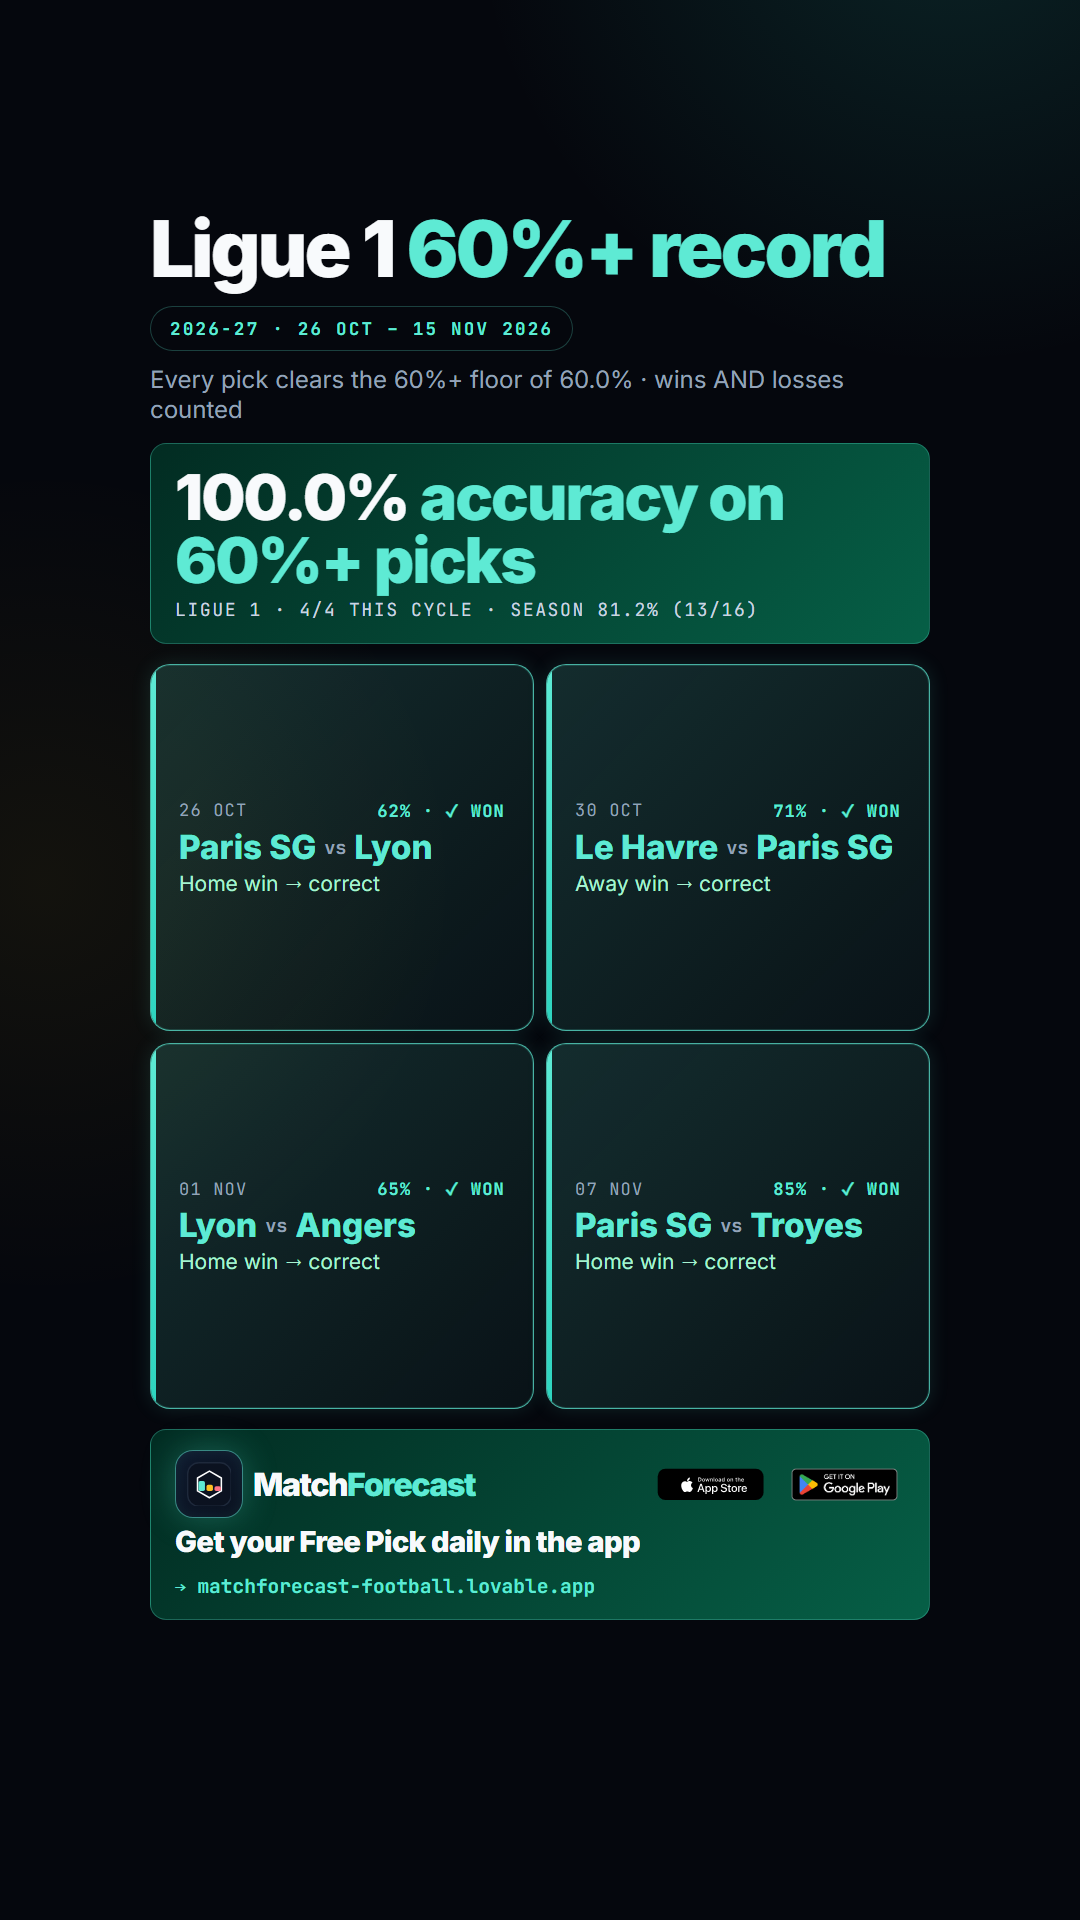 Ligue 1 60%+ record
2026-27 · 26 OCT – 15 NOV 2026
Every pick clears the 60%+ floor of 60.0% · wins AND losses
counted
100.0% accuracy on
60%+ picks
LIGUE 1 · 4/4 THIS CYCLE · SEASON 81.2% (13/16)
26 OCT 62% · ✓ WON
Paris SG vs Lyon
Home win → correct
30 OCT 71% · ✓ WON
Le Havre vs Paris SG
Away win → correct
01 NOV 65% · ✓ WON
Lyon vs Angers
Home win → correct
07 NOV 85% · ✓ WON
Paris SG vs Troyes
Home win → correct
MatchForecast
Download on the
App Store
GET IT ON
Google Play
Get your Free Pick daily in the app
→ matchforecast-football.lovable.app